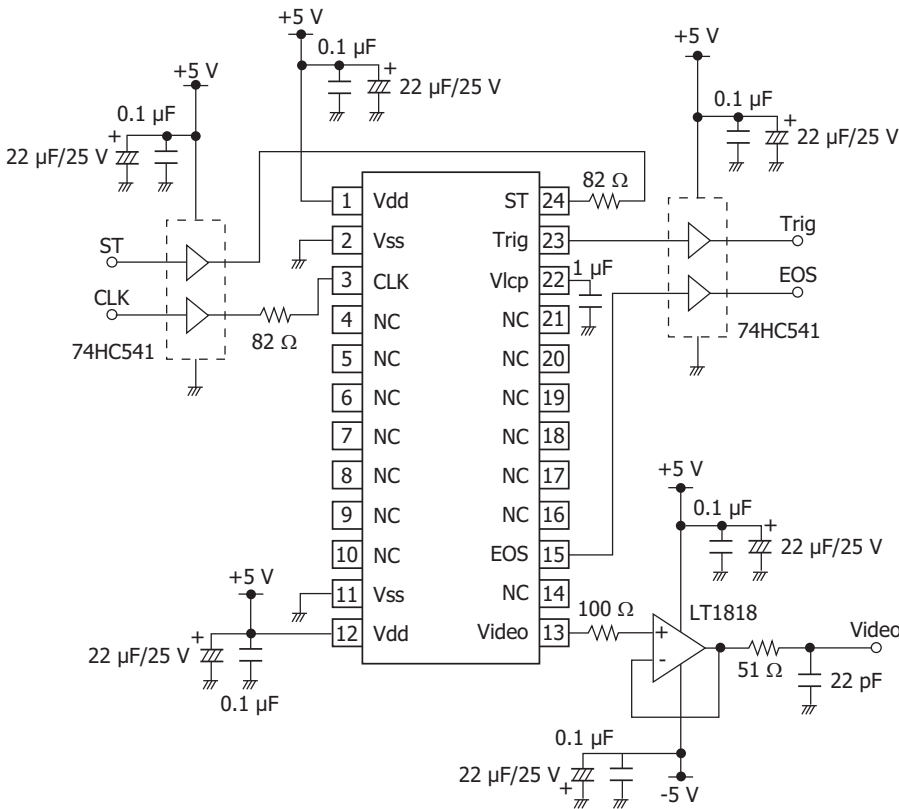 +5 V
0.1 µF
22 µF/25 V
+
+5 V
0.1 µF
22 µF/25 V
+
+5 V
0.1 µF
22 µF/25 V
+
ST
CLK
74HC541
82 Ω
82 Ω
1 Vdd
2 Vss
3 CLK
4 NC
5 NC
6 NC
7 NC
8 NC
9 NC
10 NC
11 Vss
12 Vdd
ST 24
Trig 23
Vlcp 22
NC 21
NC 20
NC 19
NC 18
NC 17
NC 16
EOS 15
NC 14
Video 13
1 µF
Trig
EOS
74HC541
+5 V
22 µF/25 V
+
0.1 µF
+5 V
0.1 µF
+
22 µF/25 V
100 Ω
LT1818
+
-
51 Ω
Video
22 pF
0.1 µF
22 µF/25 V
+
-5 V